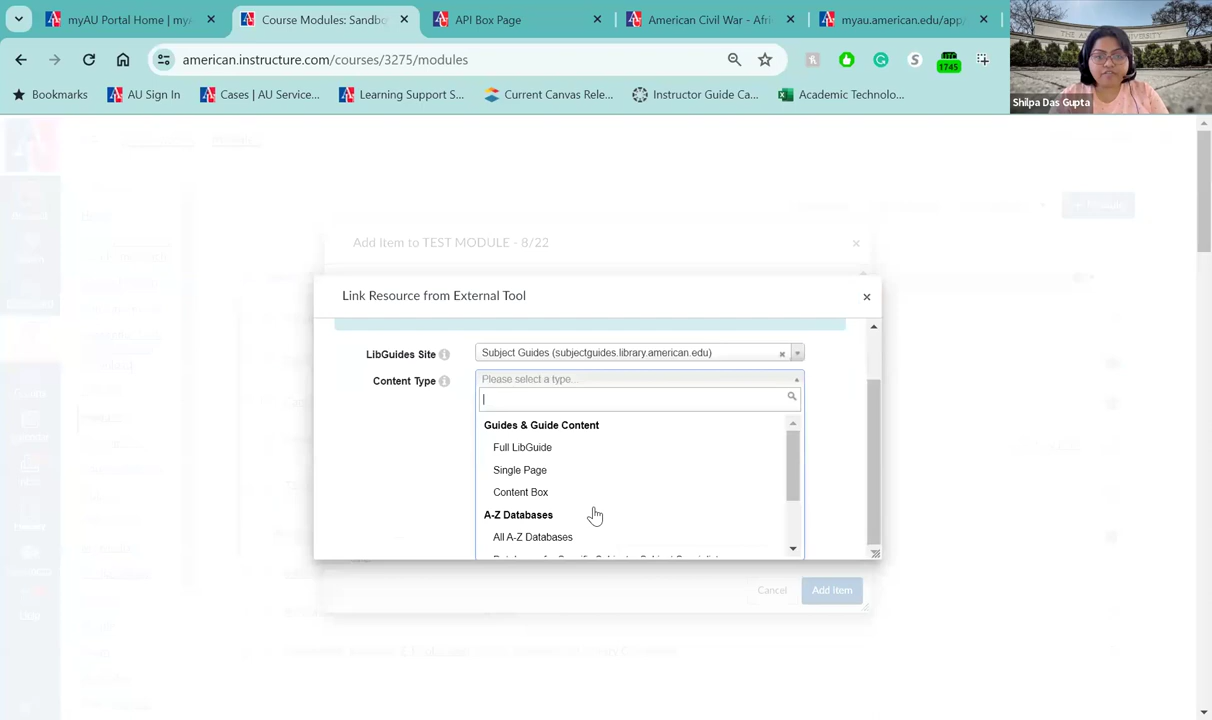 myAU Portal Home | my
Course Modules: Sandbo
API Box Page
American Civil War - Afri
myau.american.edu/app
american.instructure.com/courses/3275/modules
1745
Bookmarks
AU Sign In
Cases | AU Service...
Learning Support S...
Current Canvas Rele...
Instructor Guide Ca...
Academic Technolo...
Shilpa Das Gupta
Add Item to TEST MODULE - 8/22
Link Resource from External Tool
LibGuides Site
Subject Guides (subjectguides.library.american.edu)
Content Type
Please select a type...
Guides & Guide Content
Full LibGuide
Single Page
Content Box
A-Z Databases
All A-Z Databases
Cancel
Add Item